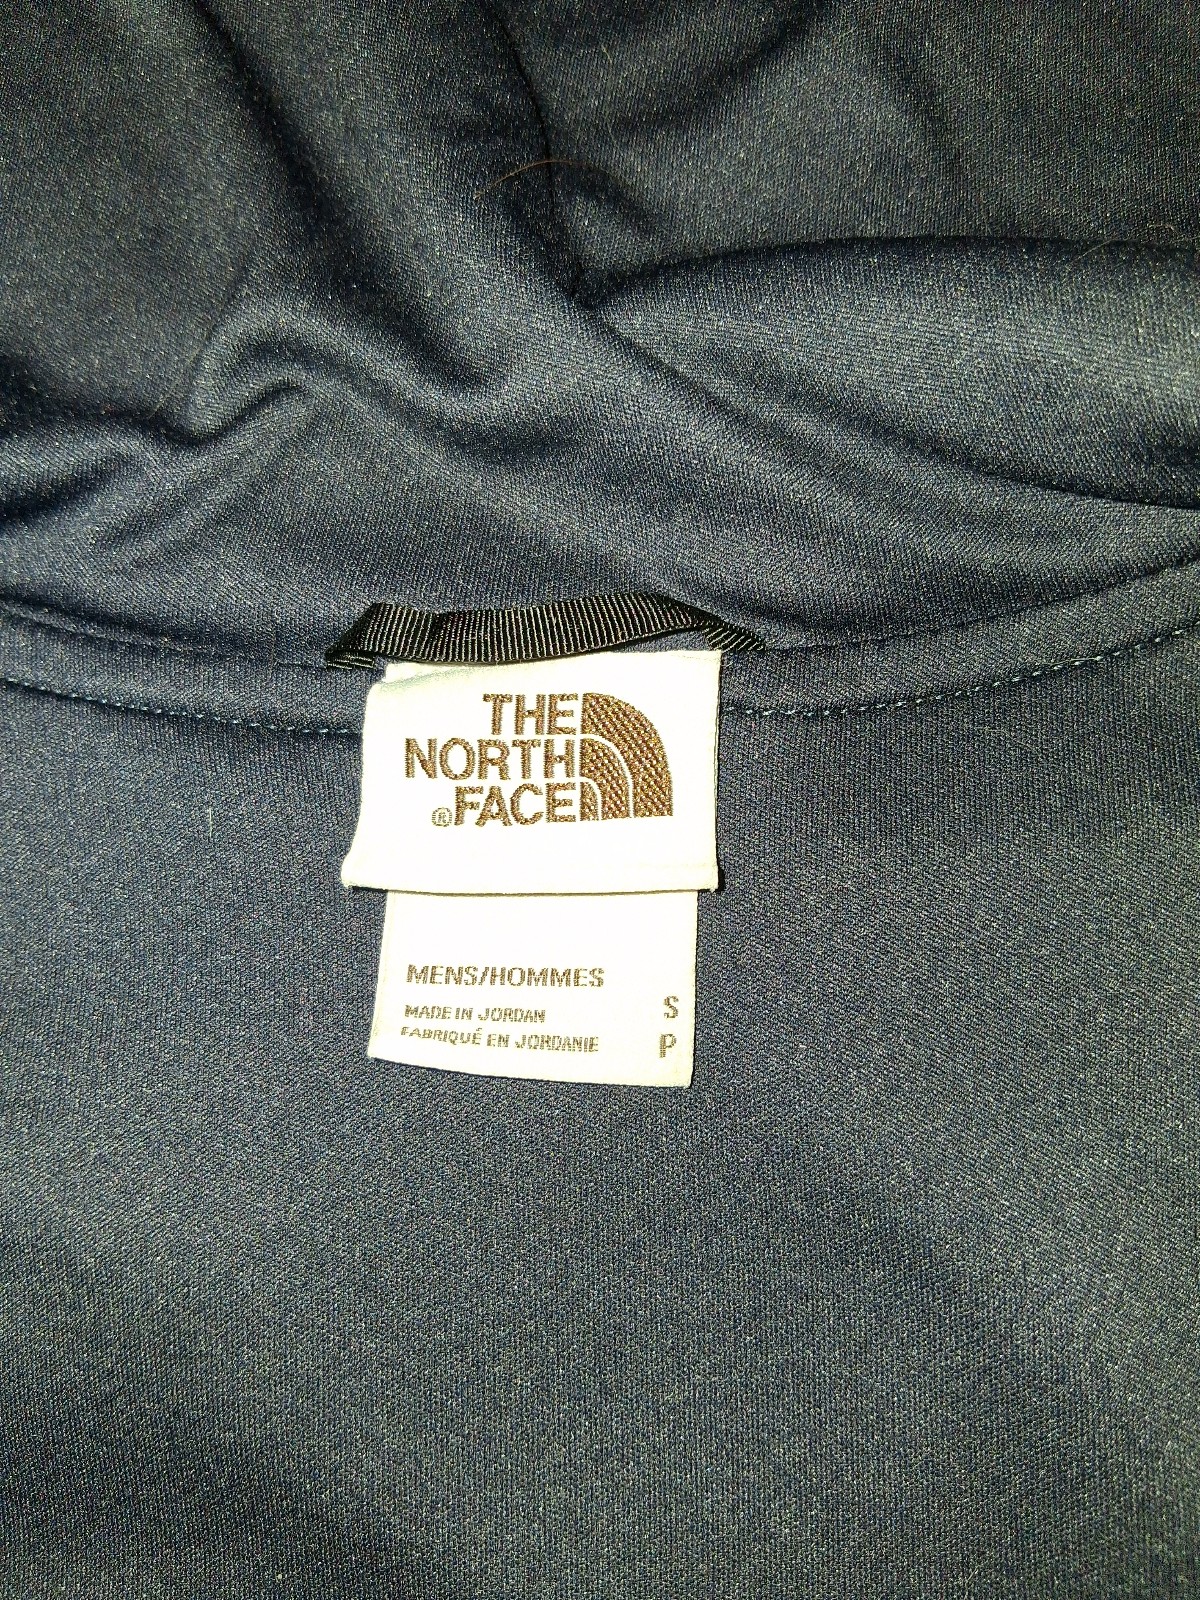 THE
NORTH
®FACE
MENS/HOMMES
MADE IN JORDAN S
FABRIQUÉ EN JORDANIE P